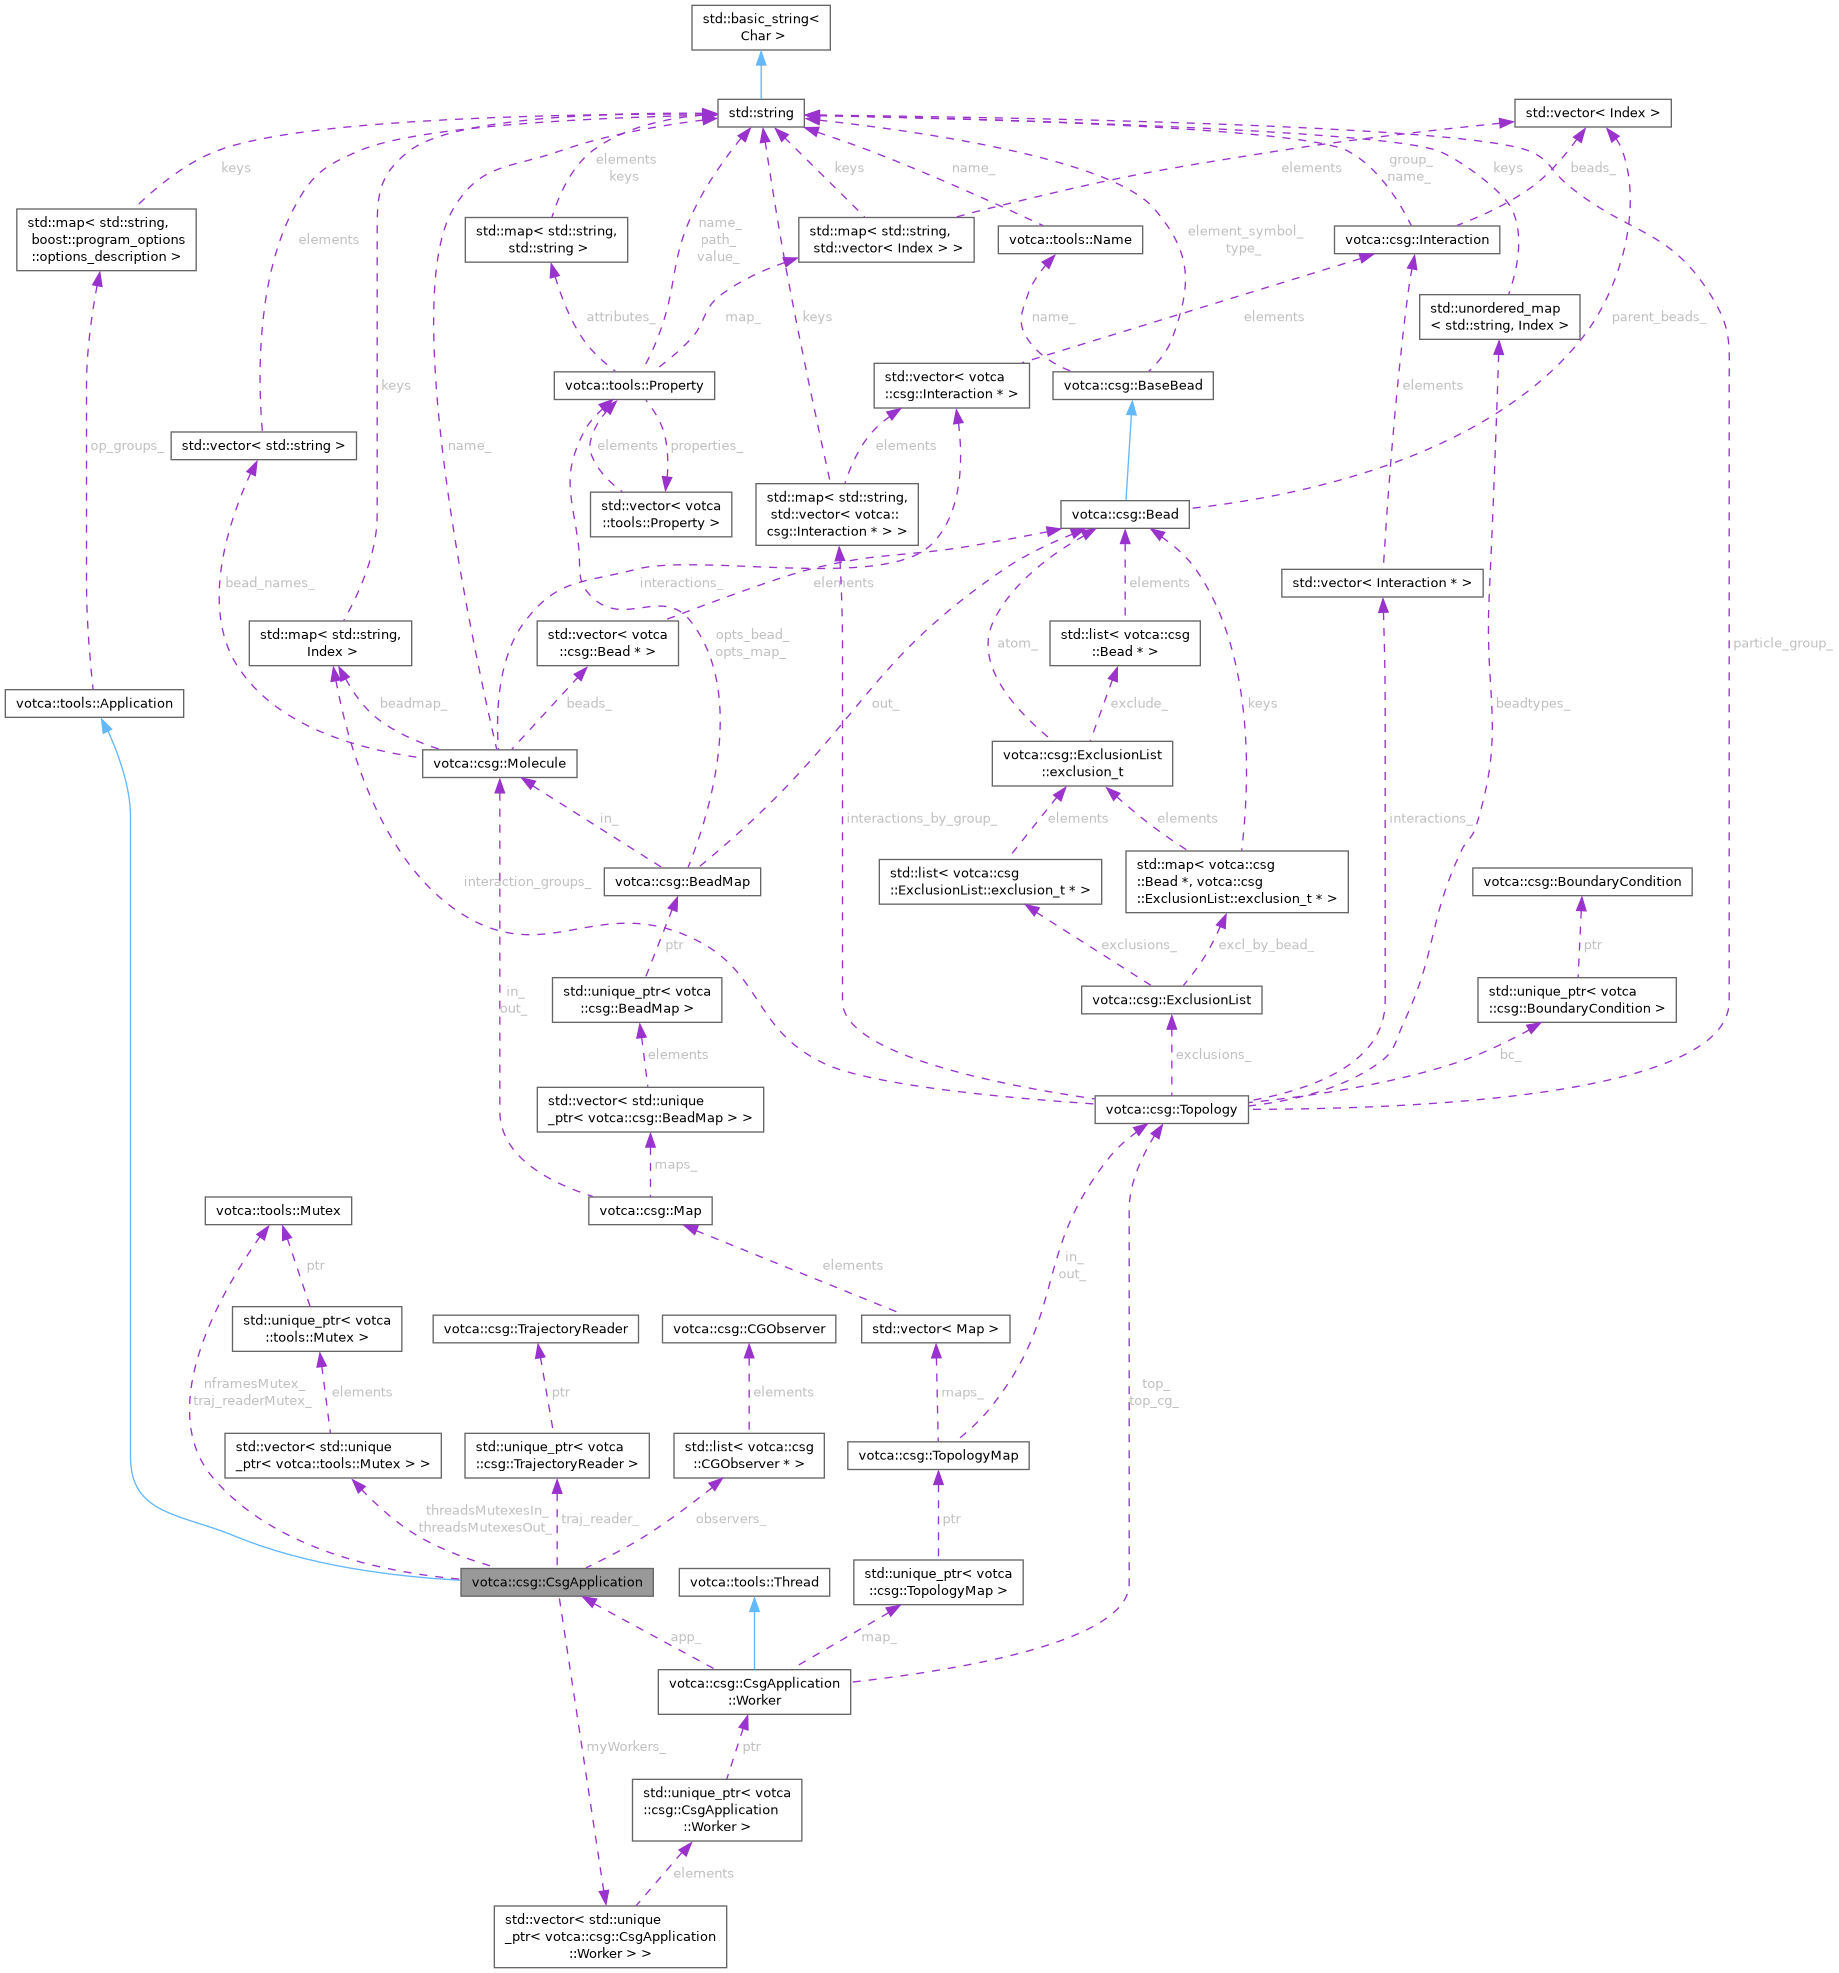 std::basic_string<
Char >
std::string
std::vector< Index >
keys
elements
keys
keys
name_
elements
group_
name_
keys
beads_
std::map< std::string,
boost::program_options
::options_description >
std::map< std::string,
std::string >
std::map< std::string,
std::vector< Index > >
votca::tools::Name
votca::csg::Interaction
elements
name_
path_
value_
element_symbol_
type_
std::unordered_map
< std::string, Index >
attributes_
map_
keys
name_
elements
parent_beads_
votca::tools::Property
std::vector< votca
::csg::Interaction * >
votca::csg::BaseBead
keys
elements
op_groups_
std::vector< std::string >
name_
elements
properties_
elements
std::vector< votca
::tools::Property >
std::map< std::string,
std::vector< votca::
csg::Interaction * > >
votca::csg::Bead
bead_names_
interactions_
elements
elements
std::vector< Interaction * >
std::map< std::string,
Index >
std::vector< votca
::csg::Bead * >
opts_bead_
opts_map_
atom_
std::list< votca::csg
::Bead * >
particle_group_
votca::tools::Application
beadmap_
beads_
out_
exclude_
keys
beadtypes_
votca::csg::Molecule
votca::csg::ExclusionList
::exclusion_t
in_
interactions_by_group_
elements
elements
interactions_
interaction_groups_
votca::csg::BeadMap
std::list< votca::csg
::ExclusionList::exclusion_t * >
std::map< votca::csg
::Bead *, votca::csg
::ExclusionList::exclusion_t * >
votca::csg::BoundaryCondition
ptr
exclusions_
excl_by_bead_
ptr
in_
out_
std::unique_ptr< votca
::csg::BeadMap >
votca::csg::ExclusionList
std::unique_ptr< votca
::csg::BoundaryCondition >
elements
exclusions_
bc_
std::vector< std::unique
_ptr< votca::csg::BeadMap > >
votca::csg::Topology
maps_
votca::tools::Mutex
votca::csg::Map
ptr
elements
in_
out_
std::unique_ptr< votca
::tools::Mutex >
votca::csg::TrajectoryReader
votca::csg::CGObserver
std::vector< Map >
nframesMutex_
traj_readerMutex_
elements
ptr
elements
maps_
top_
top_cg_
std::vector< std::unique
_ptr< votca::tools::Mutex > >
std::unique_ptr< votca
::csg::TrajectoryReader >
std::list< votca::csg
::CGObserver * >
votca::csg::TopologyMap
threadsMutexesIn_
threadsMutexesOut_
traj_reader_
observers_
ptr
votca::csg::CsgApplication
votca::tools::Thread
std::unique_ptr< votca
::csg::TopologyMap >
app_
map_
votca::csg::CsgApplication
::Worker
myWorkers_
ptr
std::unique_ptr< votca
::csg::CsgApplication
::Worker >
elements
std::vector< std::unique
_ptr< votca::csg::CsgApplication
::Worker > >